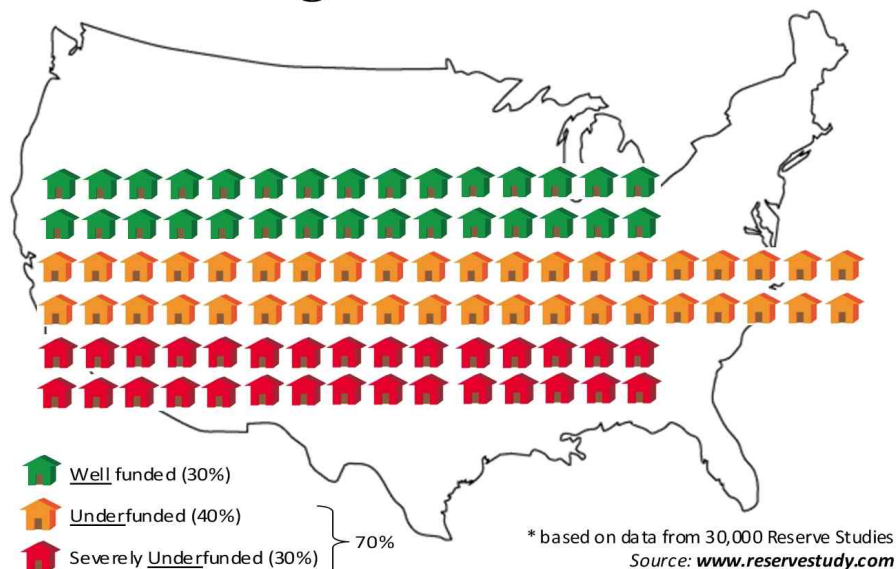 Well funded (30%)
Underfunded (40%)
Severely Underfunded (30%)
70%
* based on data from 30,000 Reserve Studies
Source: www.reservestudy.com